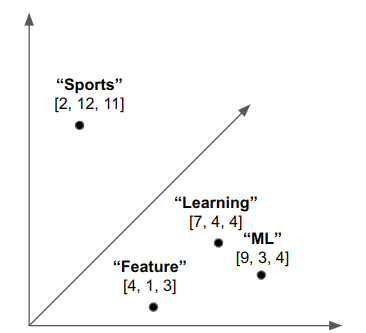 “Sports”
[2, 12, 11]
“Learning”
[7, 4, 4]
“ML”
[9, 3, 4]
“Feature”
[4, 1, 3]